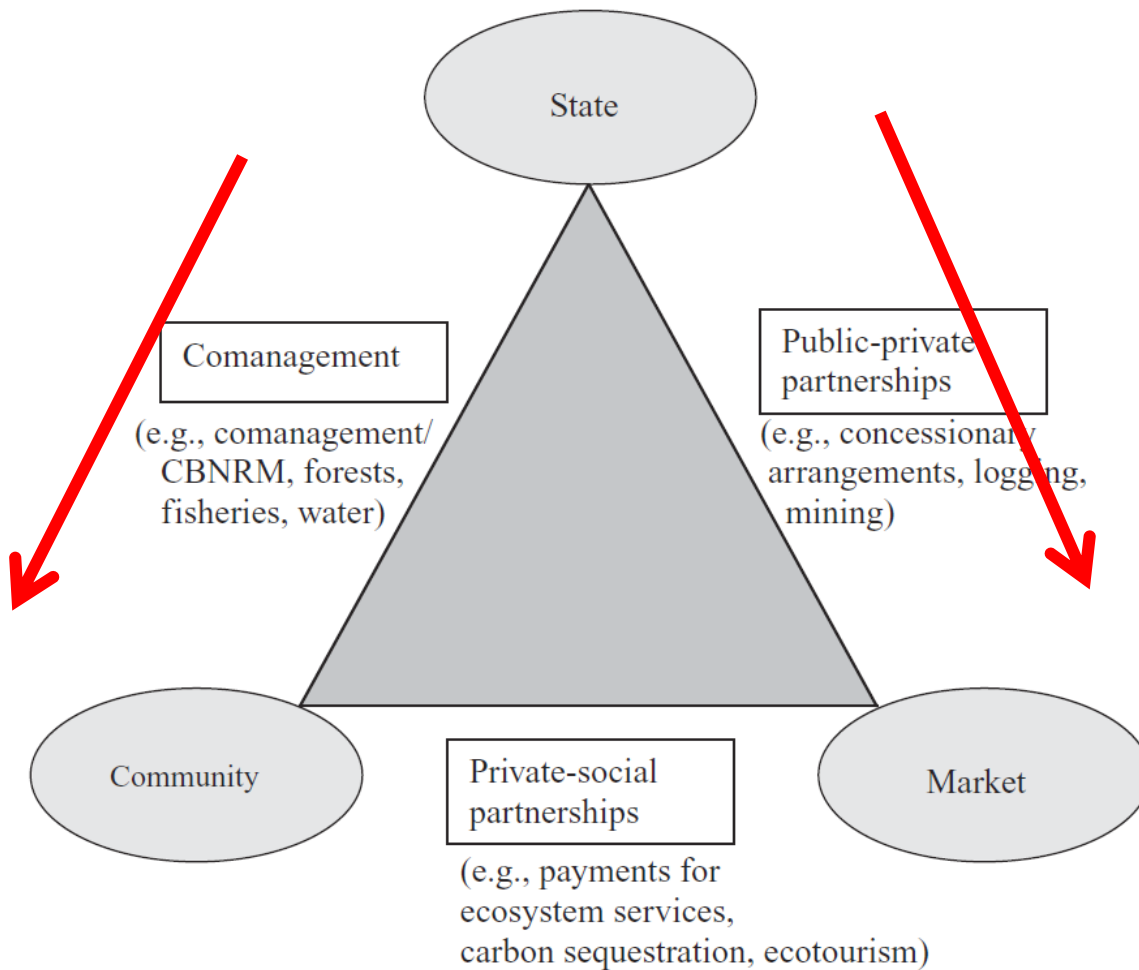 State
Comanagement
(e.g., comanagement/
CBNRM, forests,
fisheries, water)
Public-private
partnerships
(e.g., concessionary
arrangements, logging,
mining)
Community
Private-social
partnerships
(e.g., payments for
ecosystem services,
carbon sequestration, ecotourism)
Market